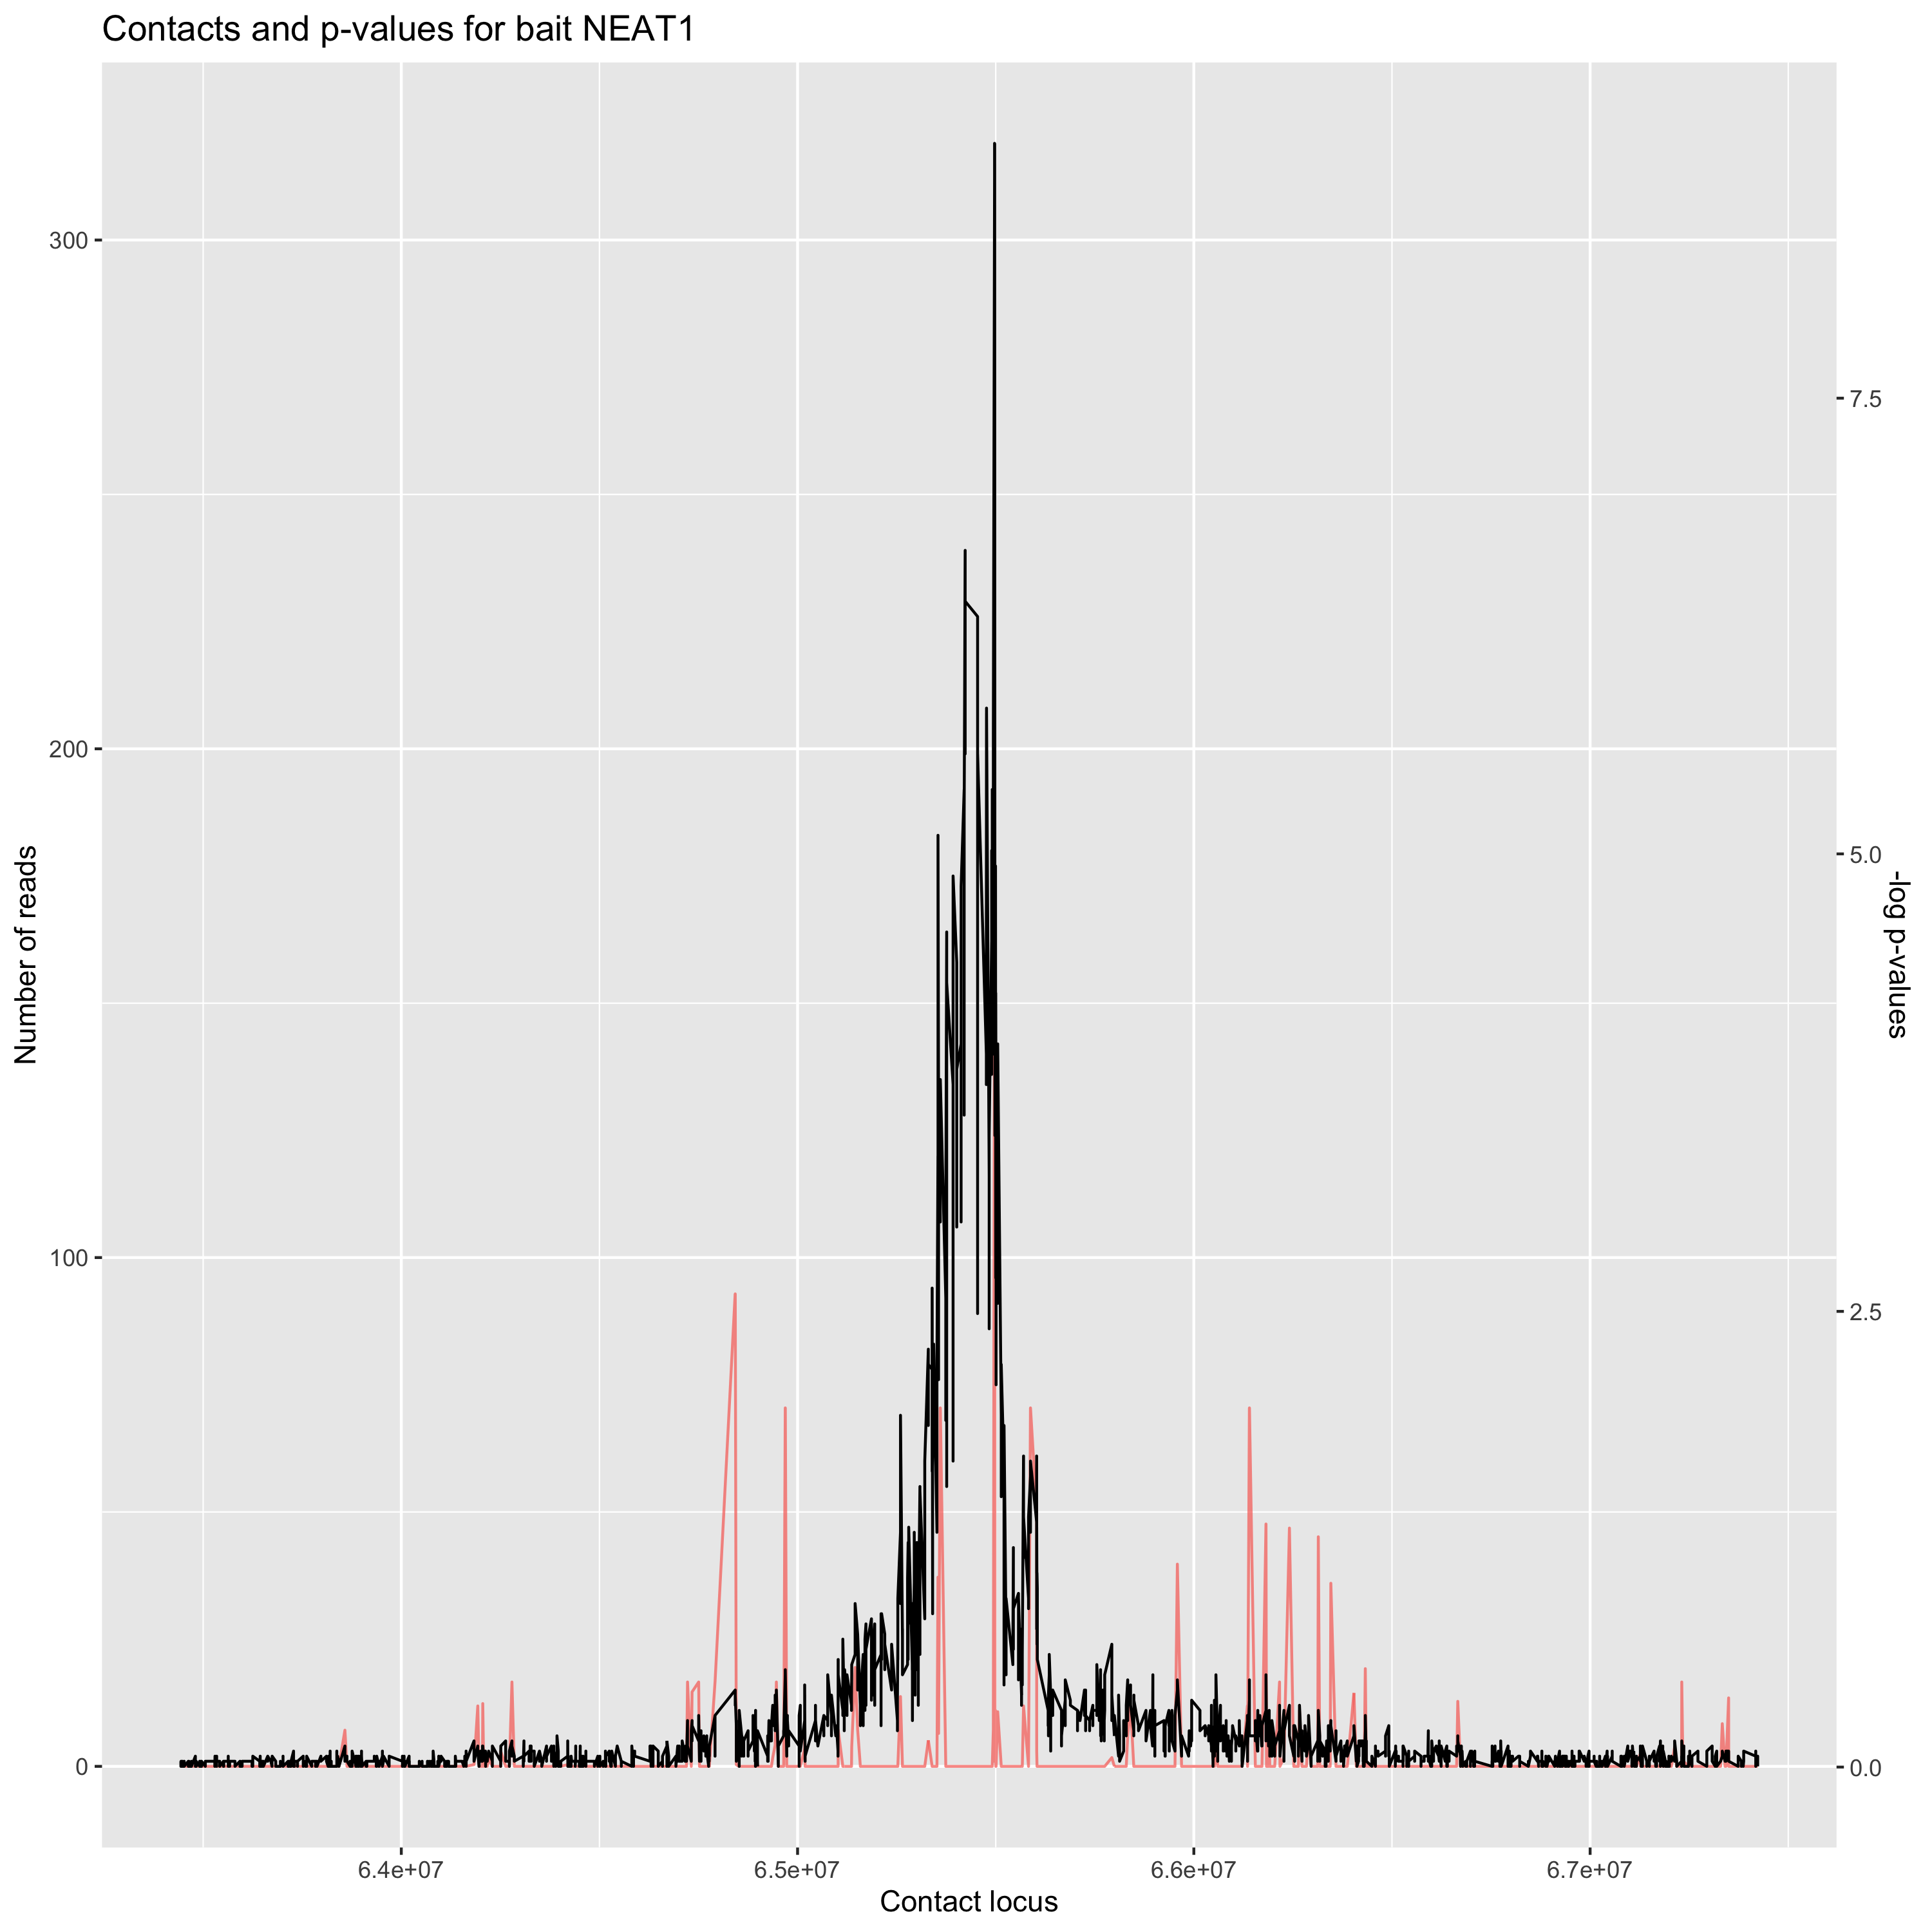 Contacts and p-values for bait NEAT1
300
200
100
0
Number of reads
7.5
5.0
2.5
0.0
-log p-values
6.4e+07
6.5e+07
6.6e+07
6.7e+07
Contact locus